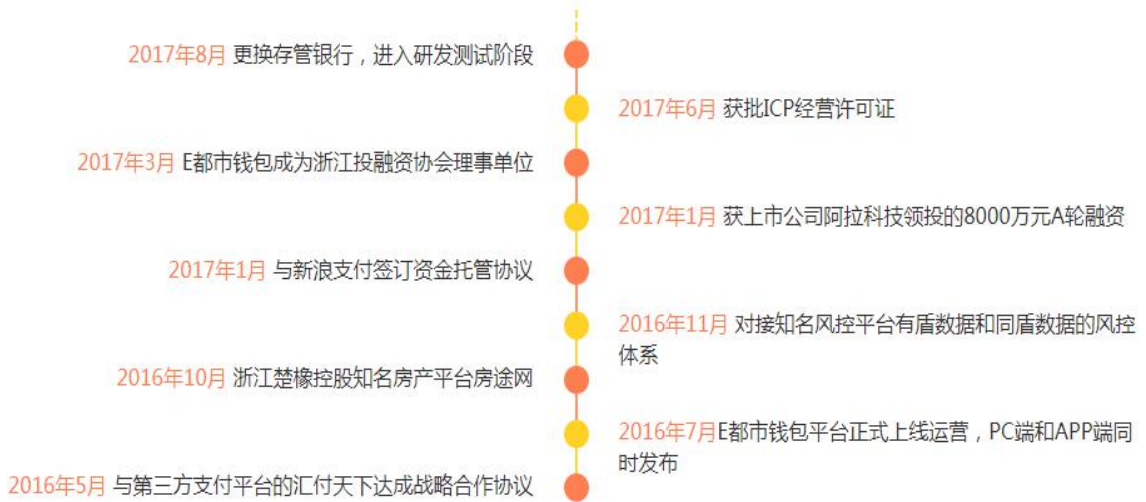 2017年8月 更换存管银行，进入研发测试阶段
2017年6月 获批ICP经营许可证
2017年3月 E都市钱包成为浙江投融资协会理事单位
2017年1月 获上市公司阿拉科技领投的8000万元A轮融资
2017年1月 与新浪支付签订资金托管协议
2016年11月 对接知名风控平台有盾数据和同盾数据的风控
体系
2016年10月 浙江楚橡控股知名房产平台房途网
2016年7月E都市钱包平台正式上线运营，PC端和APP端同
时发布
2016年5月 与第三方支付平台的汇付天下达成战略合作协议